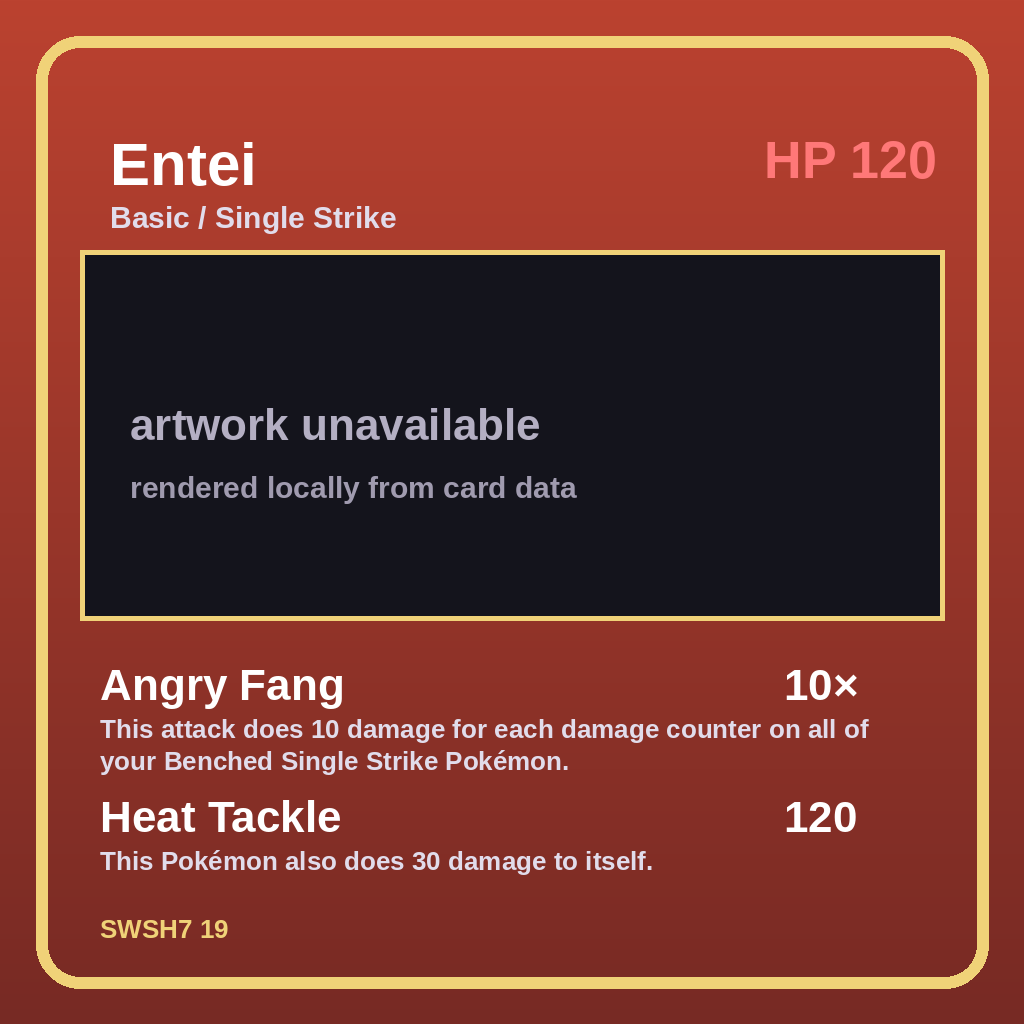 Entei
HP 120
Basic / Single Strike
artwork unavailable
rendered locally from card data
Angry Fang
10×
This attack does 10 damage for each damage counter on all of
your Benched Single Strike Pokémon.
Heat Tackle
120
This Pokémon also does 30 damage to itself.
SWSH7 19